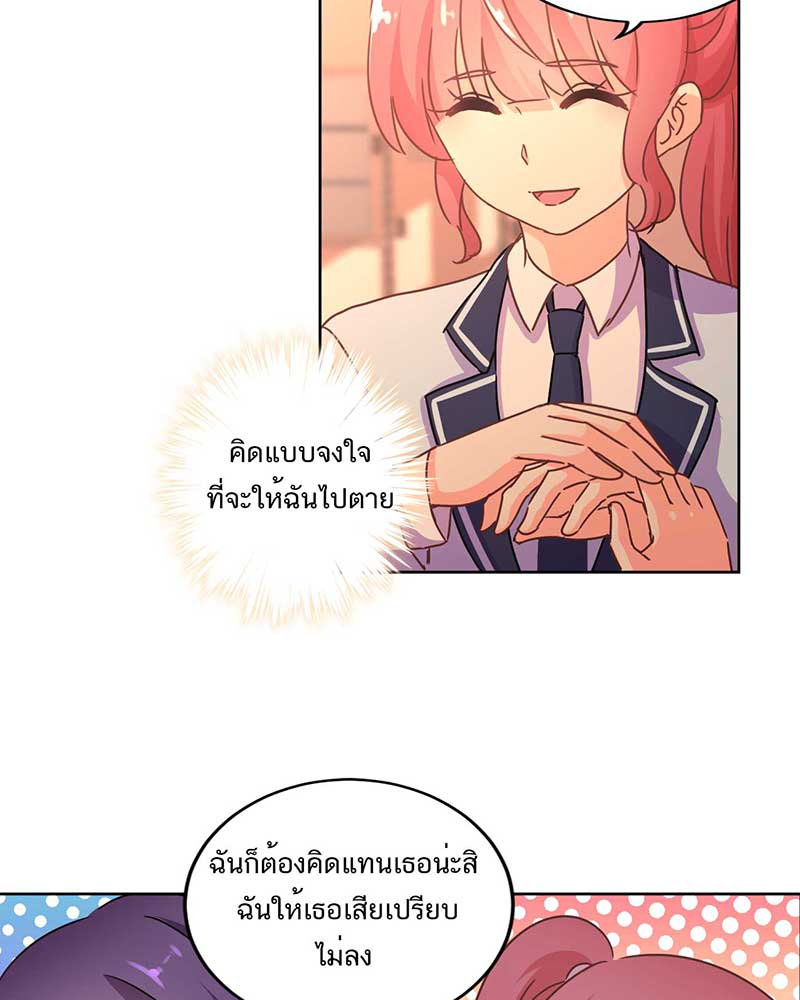 คิดแบบจงใจ
ที่จะให้ฉันไปตาย
ฉันก็ต้องคิดแทนเธอน่ะสิ
ฉันให้เธอเสียเปรียบ
ไม่ลง